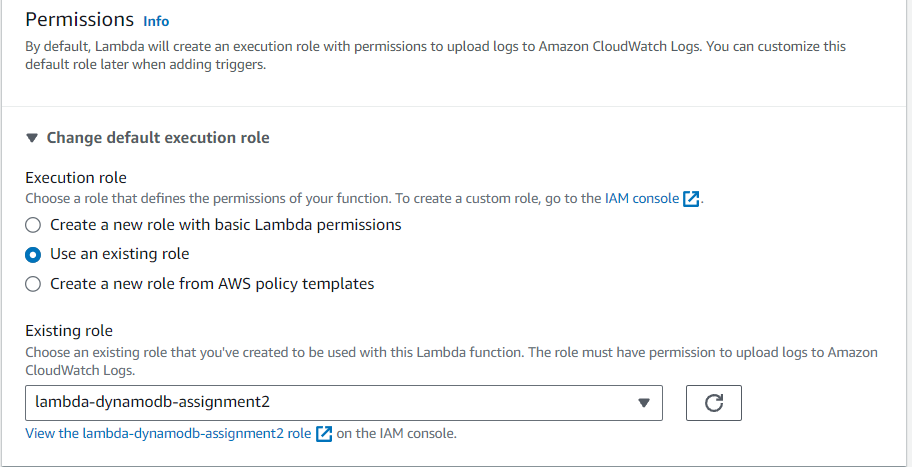 Permissions Info
By default, Lambda will create an execution role with permissions to upload logs to Amazon CloudWatch Logs. You can customize this
default role later when adding triggers.
Change default execution role
Execution role
Choose a role that defines the permissions of your function. To create a custom role, go to the IAM console.
Create a new role with basic Lambda permissions
Use an existing role
Create a new role from AWS policy templates
Existing role
Choose an existing role that you've created to be used with this Lambda function. The role must have permission to upload logs to Amazon
CloudWatch Logs.
lambda-dynamodb-assignment2
View the lambda-dynamodb-assignment2 role on the IAM console.